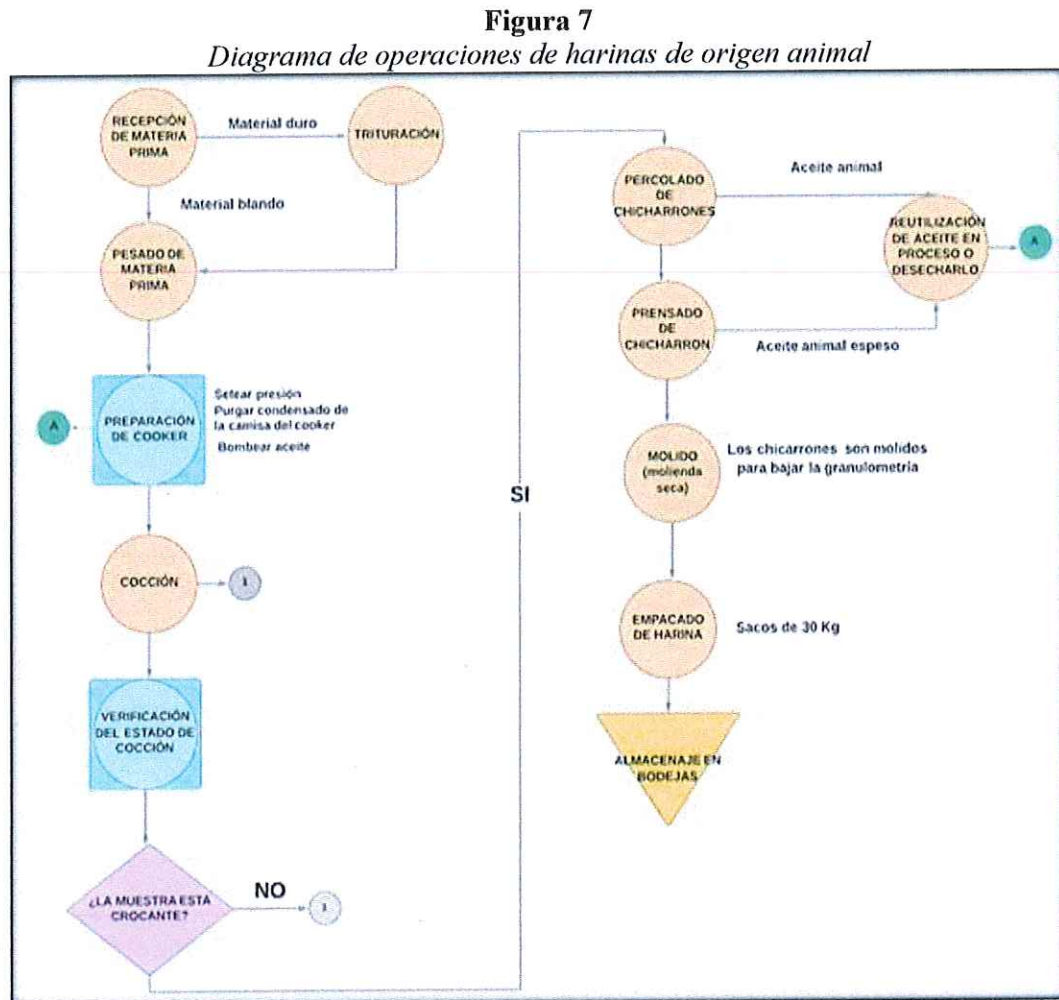 Figura 7
Diagrama de operaciones de harinas de origen animal
RECEPCIÓN
DE MATERIA
PRIMA
Material duro
TRITURACIÓN
Material blando
PESADO DE
MATERIA
PRIMA
A
PREPARACIÓN
DE COOKER
Setear presión
Purgar condensado de
la camisa del cooker
Bombear aceite
COCCIÓN
1
VERIFICACIÓN
DEL ESTADO DE
COCCIÓN
¿LA MUESTRA ESTÁ
CROCANTE?
NO
1
SI
PERCOLADO
DE
CHICHARRONES
Aceite animal
REUTILIZACIÓN
DE ACEITE EN
PROCESO O
DESECHARLO
A
PRENSADO
DE
CHICHARRON
Aceite animal espeso
MOLIDO
(molienda
seca)
Los chicarrones son molidos
para bajar la granulometría
EMPACADO
DE HARINA
Sacos de 30 Kg
ALMACENAJE EN
BODEJAS